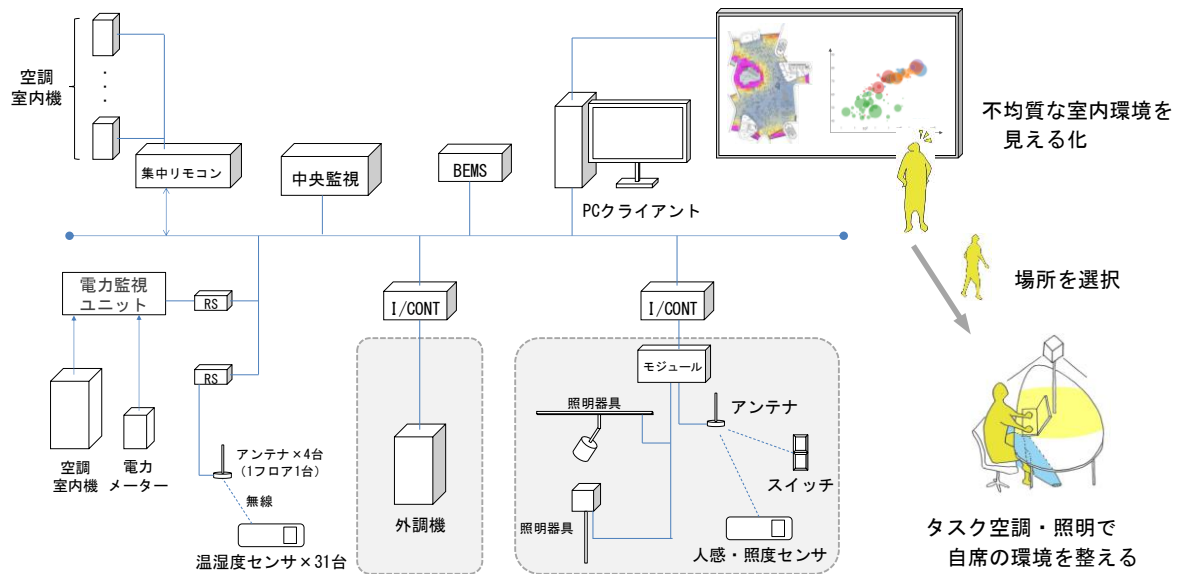 空調
室内機
集中リモコン
中央監視
BEMS
PCクライアント
不均質な室内環境を
見える化
場所を選択
タスク空調・照明で
自席の環境を整える
電力監視
ユニット
RS
RS
I/CONT
I/CONT
モジュール
空調
室内機
電力
メーター
アンテナ×4台
(1フロア1台)
無線
温湿度センサ×31台
外調機
照明器具
照明器具
アンテナ
スイッチ
人感・照度センサ